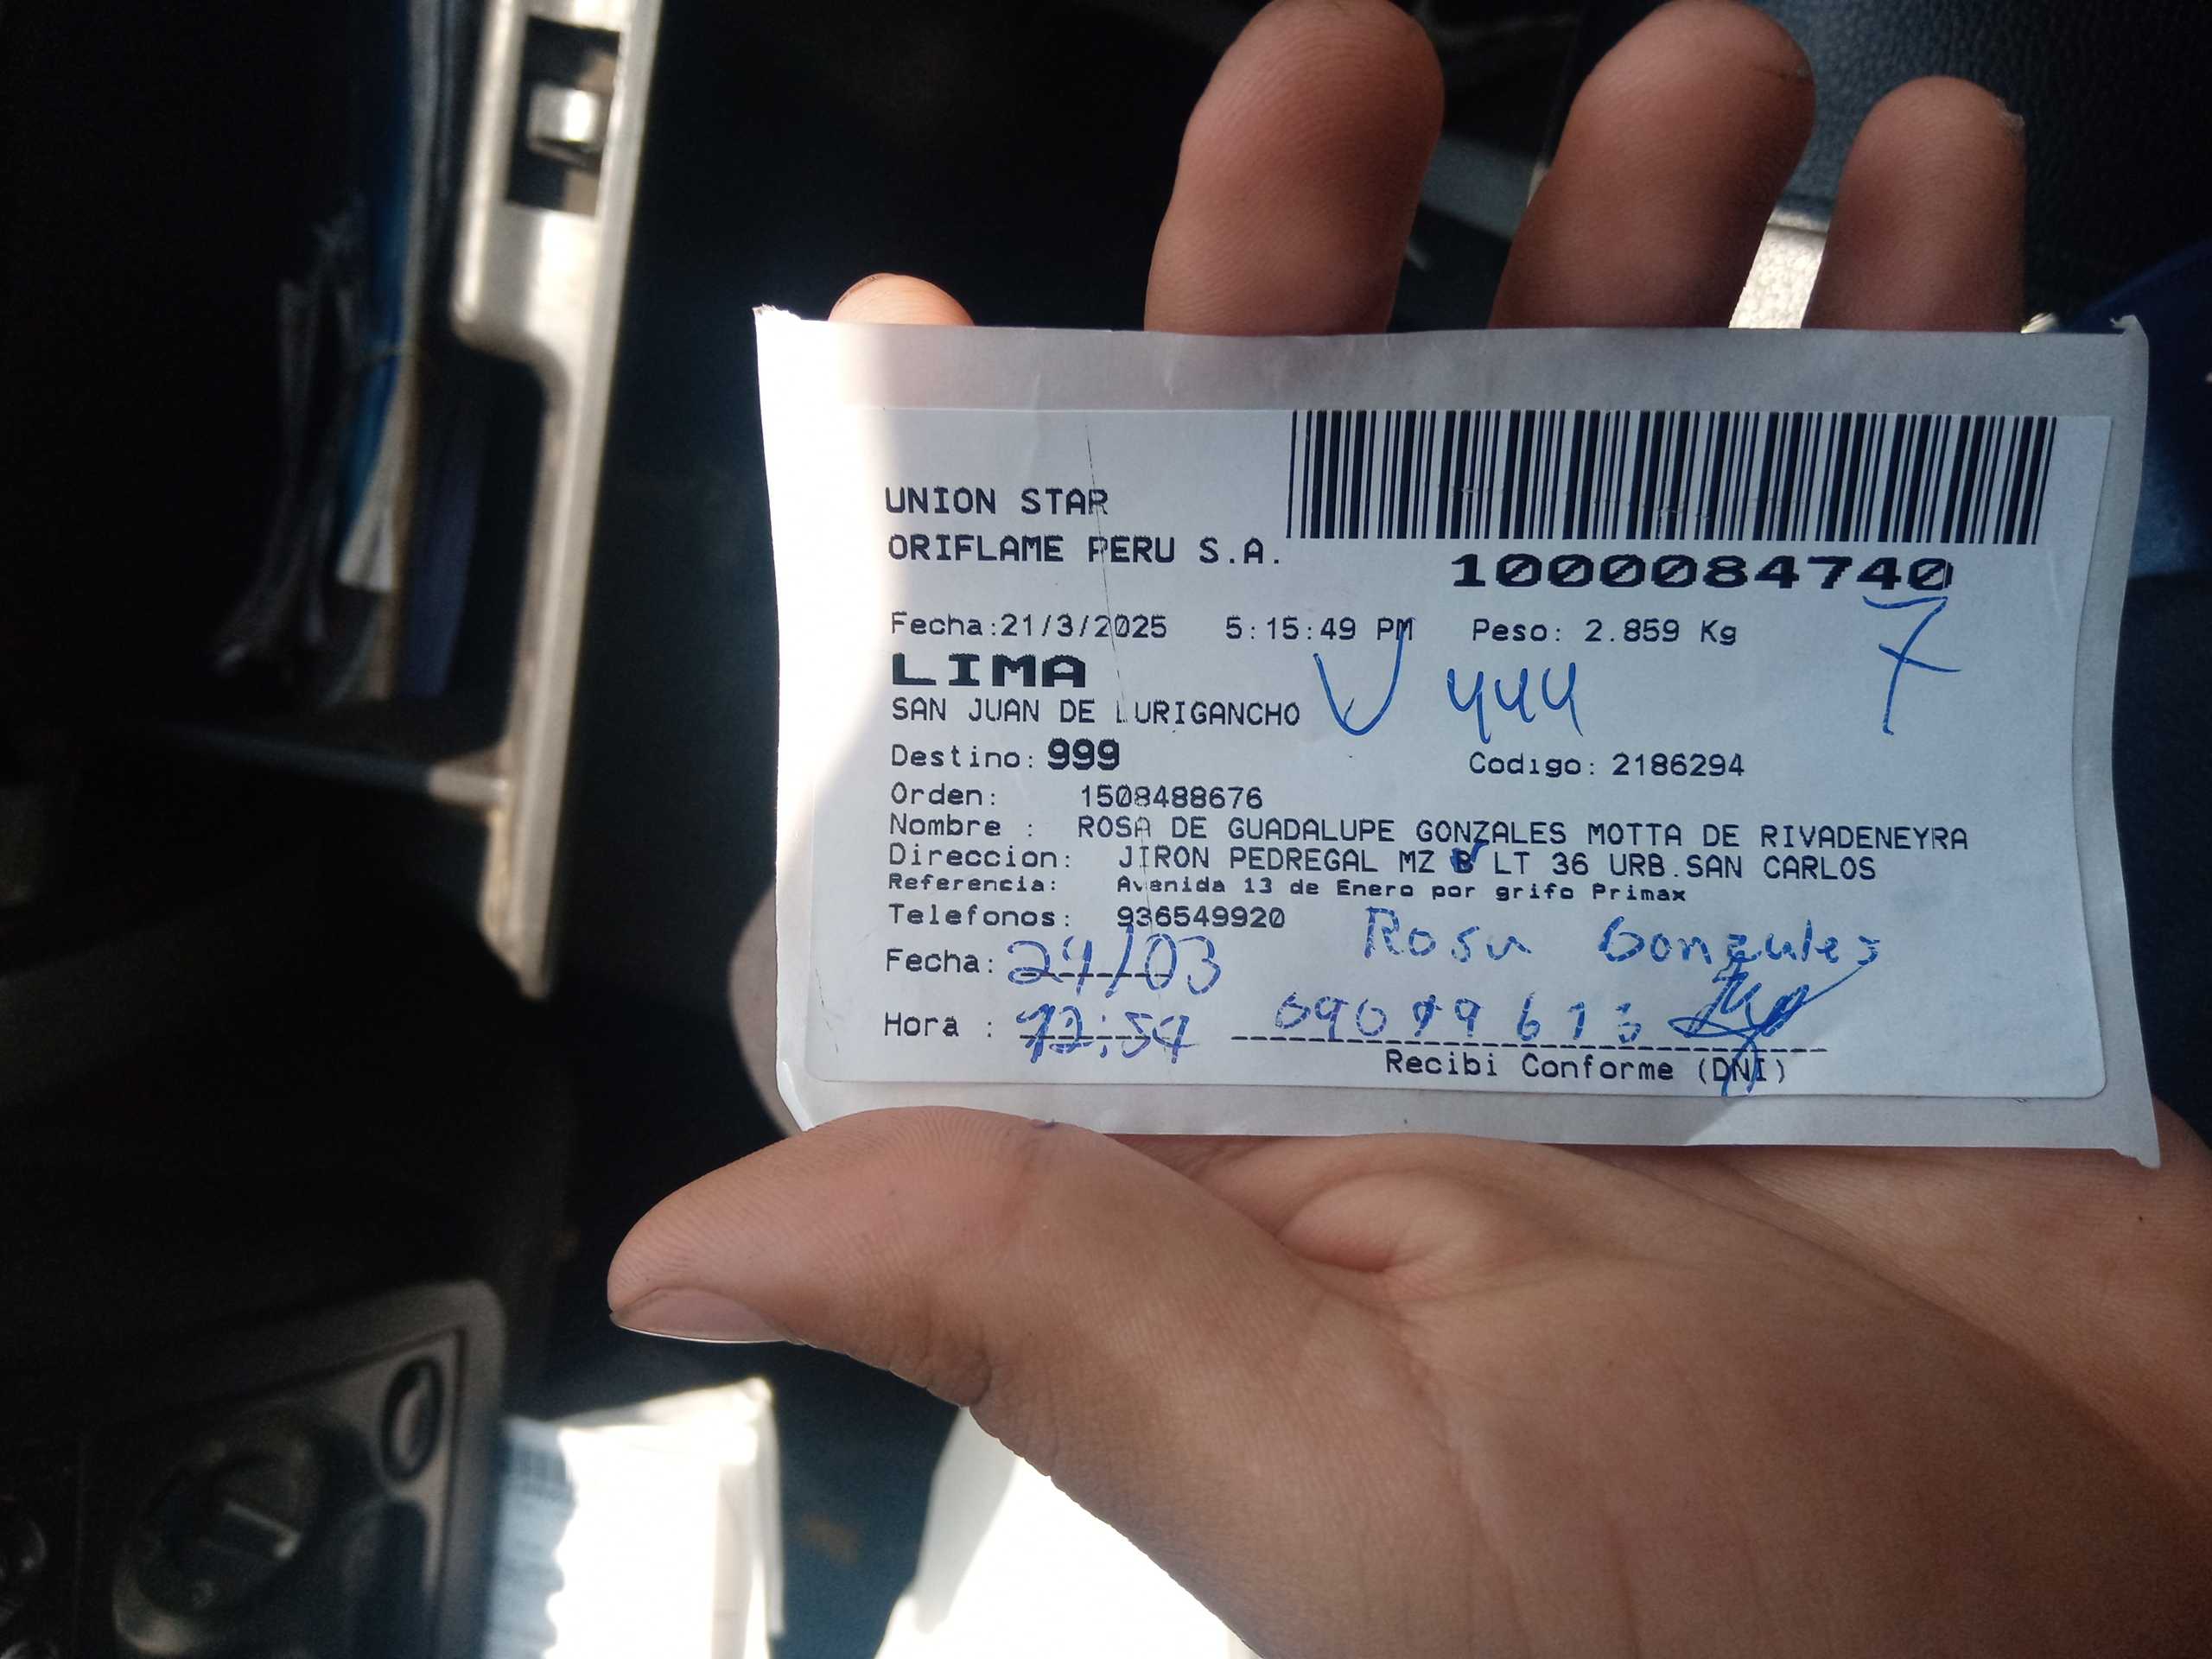 UNION STAR
ORIFLAME PERU S.A.
1000084740
7
Fecha:21/3/2025 5:15:49 PM Peso: 2.859 Kg
LIMA
SAN JUAN DE LURIGANCHO
Destino: 999 Codigo: 2186294
Orden: 1508488676
Nombre : ROSA DE GUADALUPE GONZALES MOTTA DE RIVADENEYRA
Direccion: JIRON PEDREGAL MZ B LT 36 URB.SAN CARLOS
Referencia: Avenida 13 de Enero por grifo Primax
Telefonos: 936549920
Rosa Gonzales
Fecha: 24/03
Hora :
Recibi Conforme (DNI)